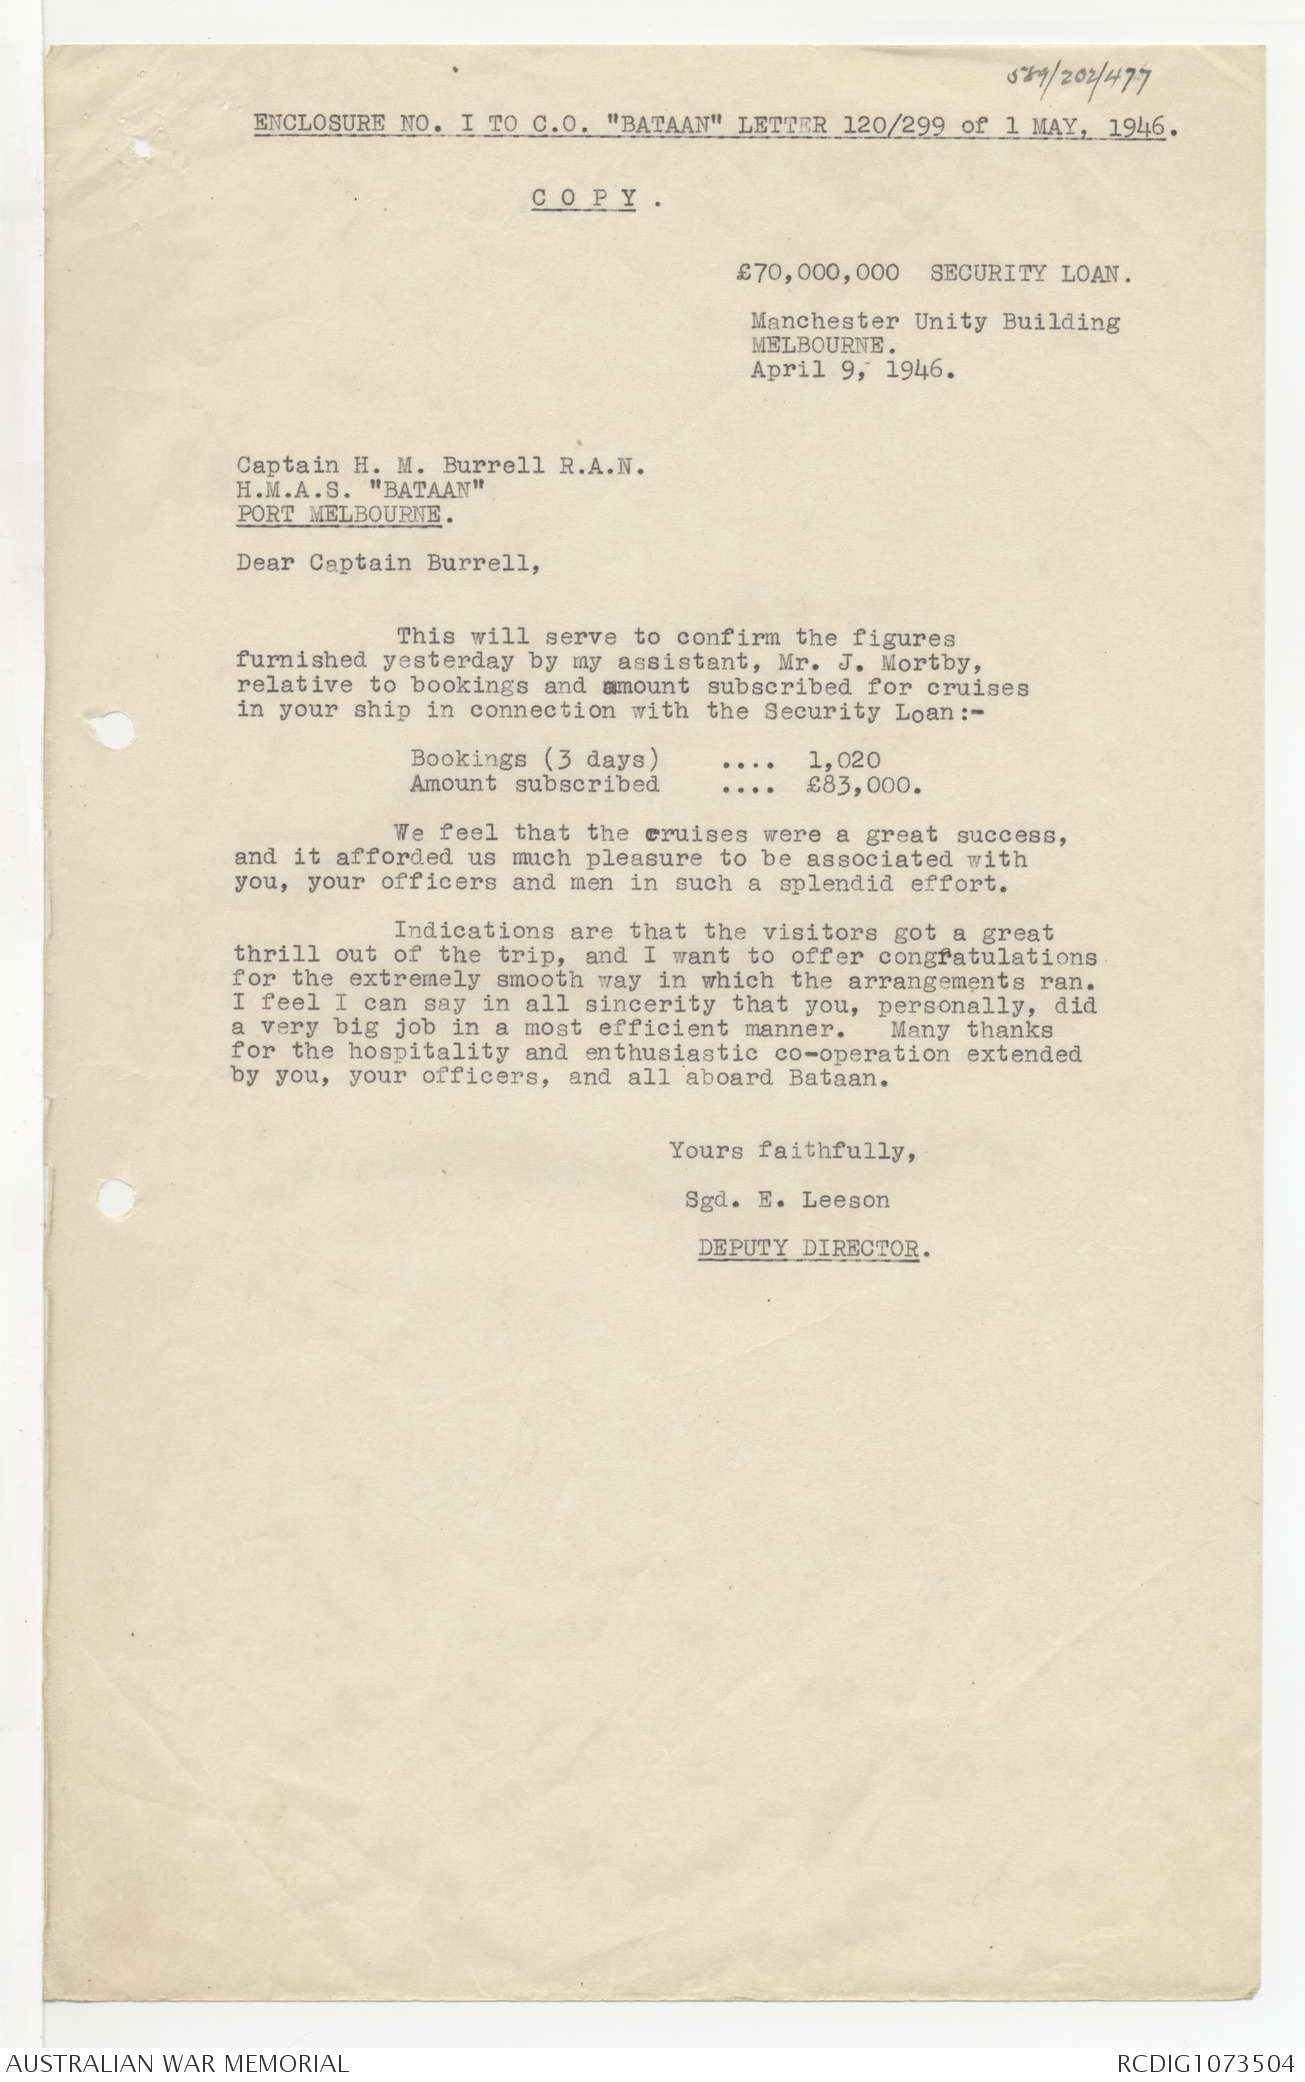 589/202/477
ENCLOSURE NO. I TO C.O. "BATAAN" LETTER 120/299 of 1 MAY, 1946.
C O P Y .
£70,000,000 SECURITY LOAN.
Manchester Unity Building
MELBOURNE.
April 9, 1946.
Captain H. M. Burrell R.A.N.
H.M.A.S. "BATAAN"
PORT MELBOURNE.
Dear Captain Burrell,
This will serve to confirm the figures
furnished yesterday by my assistant, Mr. J. Mortby,
relative to bookings and amount subscribed for cruises
in your ship in connection with the Security Loan:-
Bookings (3 days) .... 1,020
Amount subscribed .... £83,000.
We feel that the cruises were a great success,
and it afforded us much pleasure to be associated with
you, your officers and men in such a splendid effort.
Indications are that the visitors got a great
thrill out of the trip, and I want to offer congratulations
for the extremely smooth way in which the arrangements ran.
I feel I can say in all sincerity that you, personally, did
a very big job in a most efficient manner. Many thanks
for the hospitality and enthusiastic co-operation extended
by you, your officers, and all aboard Bataan.
Yours faithfully,
Sgd. E. Leeson
DEPUTY DIRECTOR.
AUSTRALIAN WAR MEMORIAL
RCDIG1073504